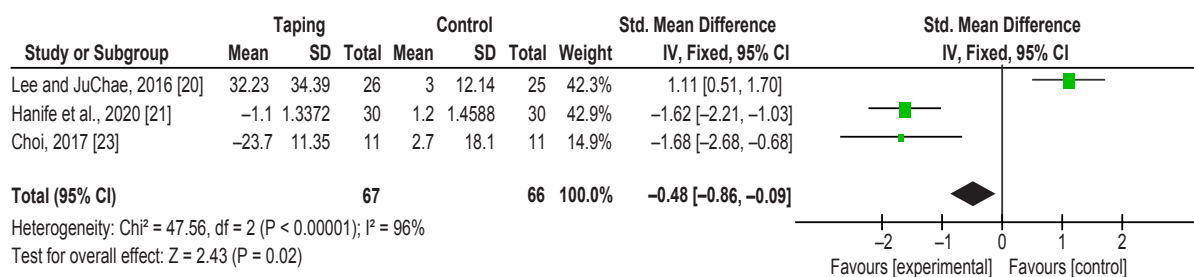 Taping Control Std. Mean Difference Std. Mean Difference
Study or Subgroup Mean SD Total Mean SD Total Weight IV, Fixed, 95% CI IV, Fixed, 95% CI
Lee and JuChae, 2016 [20] 32.23 34.39 26 3 12.14 25 42.3% 1.11 [0.51, 1.70]
Hanife et al., 2020 [21] −1.1 1.3372 30 1.2 1.4588 30 42.9% −1.62 [−2.21, −1.03]
Choi, 2017 [23] −23.7 11.35 11 2.7 18.1 11 14.9% −1.68 [−2.68, −0.68]
Total (95% CI) 67 66 100.0% −0.48 [−0.86, −0.09]
Heterogeneity: Chi² = 47.56, df = 2 (P < 0.00001); I² = 96%
Test for overall effect: Z = 2.43 (P = 0.02)
−2 −1 0 1 2
Favours [experimental] Favours [control]